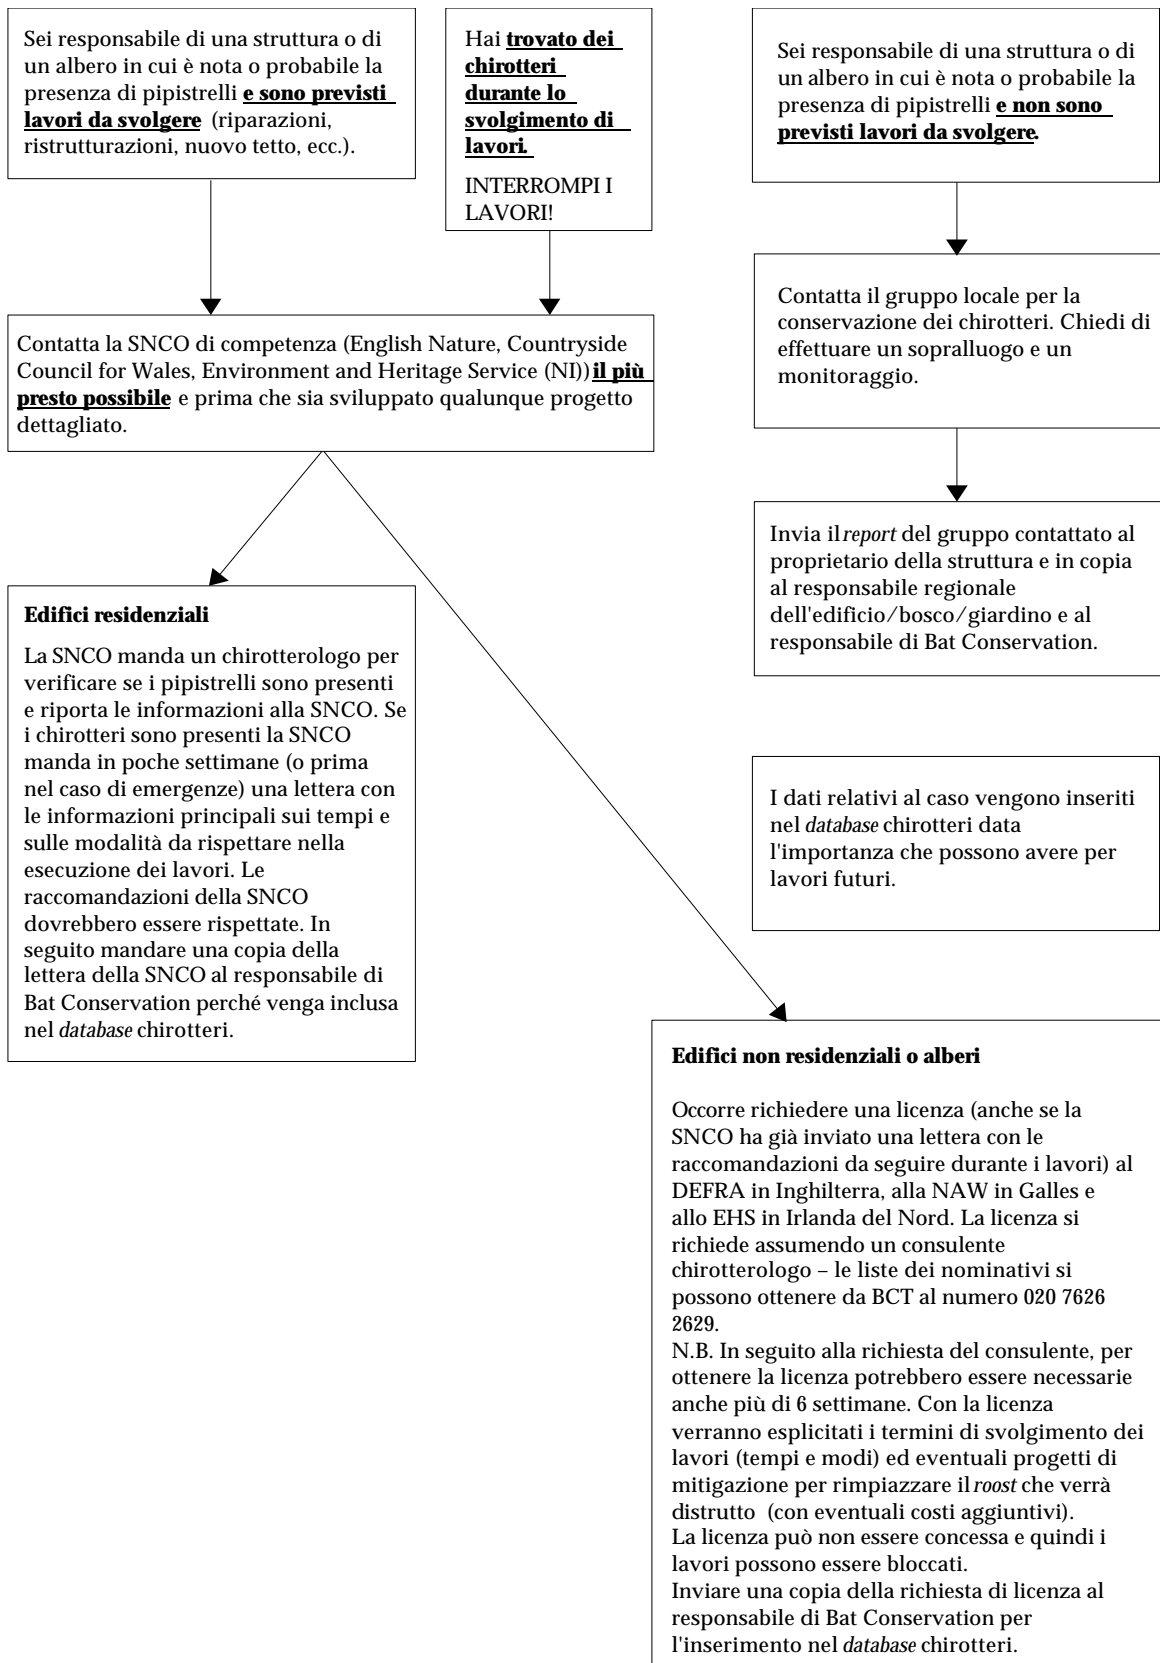 Sei responsabile di una struttura o di
un albero in cui è nota o probabile la
presenza di pipistrelli e sono previsti
lavori da svolgere (riparazioni,
ristrutturazioni, nuovo tetto, ecc.).
Hai trovato dei
chirotteri
durante lo
svolgimento di
lavori.
INTERROMPI I
LAVORI!
Sei responsabile di una struttura o di
un albero in cui è nota o probabile la
presenza di pipistrelli e non sono
previsti lavori da svolgere.
Contatta la SNCO di competenza (English Nature, Countryside
Council for Wales, Environment and Heritage Service (NI)) il più
presto possibile e prima che sia sviluppato qualunque progetto
dettagliato.
Contatta il gruppo locale per la
conservazione dei chirotteri. Chiedi di
effettuare un sopralluogo e un
monitoraggio.
Invia il report del gruppo contattato al
proprietario della struttura e in copia
al responsabile regionale
dell'edificio/bosco/giardino e al
responsabile di Bat Conservation.
Edifici residenziali
La SNCO manda un chirotterologo per
verificare se i pipistrelli sono presenti
e riporta le informazioni alla SNCO. Se
i chirotteri sono presenti la SNCO
manda in poche settimane (o prima
nel caso di emergenze) una lettera con
le informazioni principali sui tempi e
sulle modalità da rispettare nella
esecuzione dei lavori. Le
raccomandazioni della SNCO
dovrebbero essere rispettate. In
seguito mandare una copia della
lettera della SNCO al responsabile di
Bat Conservation perché venga inclusa
nel database chirotteri.
I dati relativi al caso vengono inseriti
nel database chirotteri data
l'importanza che possono avere per
lavori futuri.
Edifici non residenziali o alberi
Occorre richiedere una licenza (anche se la
SNCO ha già inviato una lettera con le
raccomandazioni da seguire durante i lavori) al
DEFRA in Inghilterra, alla NAW in Galles e
allo EHS in Irlanda del Nord. La licenza si
richiede assumendo un consulente
chirotterologo – le liste dei nominativi si
possono ottenere da BCT al numero 020 7626
2629.
N.B. In seguito alla richiesta del consulente, per
ottenere la licenza potrebbero essere necessarie
anche più di 6 settimane. Con la licenza
verranno esplicitati i termini di svolgimento dei
lavori (tempi e modi) ed eventuali progetti di
mitigazione per rimpiazzare il roost che verrà
distrutto (con eventuali costi aggiuntivi).
La licenza può non essere concessa e quindi i
lavori possono essere bloccati.
Inviare una copia della richiesta di licenza al
responsabile di Bat Conservation per
l'inserimento nel database chirotteri.